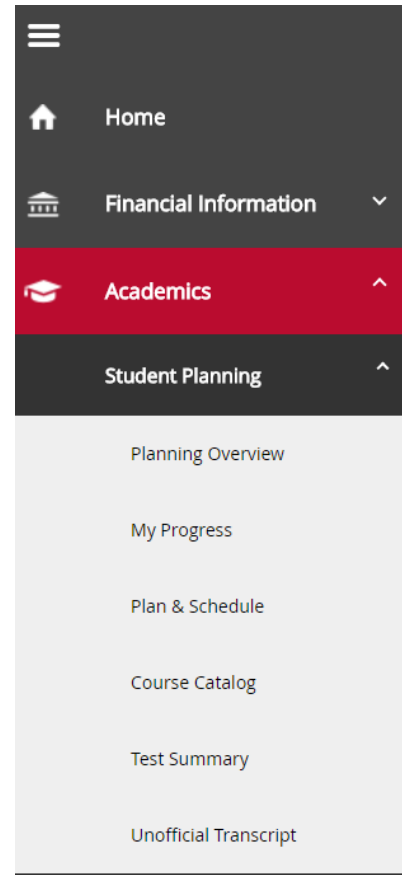 Home
Financial Information
Academics
Student Planning
Planning Overview
My Progress
Plan & Schedule
Course Catalog
Test Summary
Unofficial Transcript